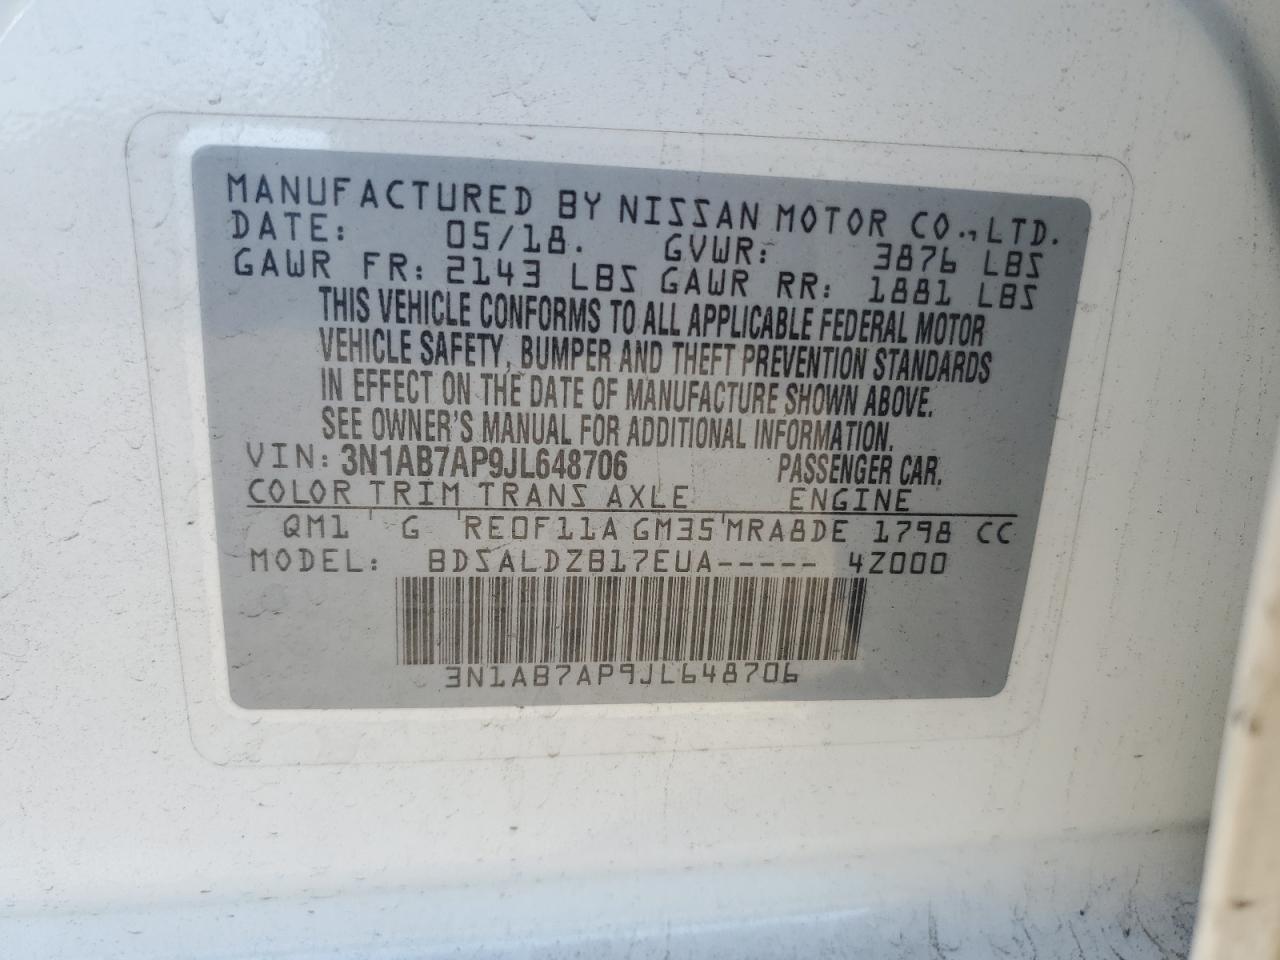 MANUFACTURED BY NISSAN MOTOR CO., LTD.
DATE: 05/18. GVWR: 3876 LBS
GAWR FR: 2143 LBS GAWR RR: 1881 LBS
THIS VEHICLE CONFORMS TO ALL APPLICABLE FEDERAL MOTOR
VEHICLE SAFETY, BUMPER AND THEFT PREVENTION STANDARDS
IN EFFECT ON THE DATE OF MANUFACTURE SHOWN ABOVE.
SEE OWNER'S MANUAL FOR ADDITIONAL INFORMATION.
VIN: 3N1AB7AP9JL648706 PASSENGER CAR.
COLOR TRIM TRANS AXLE ENGINE
QM1 ' G 'RE0F11A GM35'MRA8DE 1798 CC
MODEL: BDSALDZB17EUA----- 4Z000
3N1AB7AP9JL648706